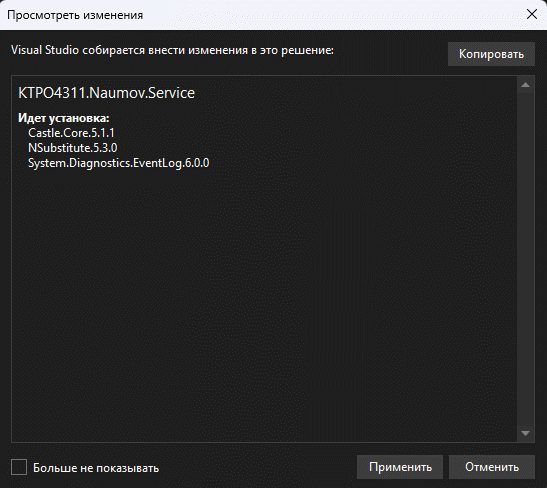 Просмотреть изменения
Visual Studio собирается внести изменения в это решение:
Копировать
KTPO4311.Naumov.Service
Идет установка:
Castle.Core.5.1.1
NSubstitute.5.3.0
System.Diagnostics.EventLog.6.0.0
Больше не показывать
Применить
Отменить